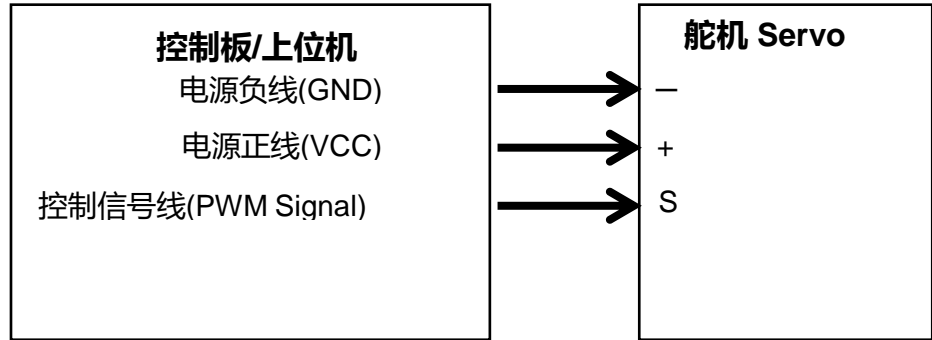 控制板/上位机
电源负线(GND)
电源正线(VCC)
控制信号线(PWM Signal)
舵机 Servo
–
+
S